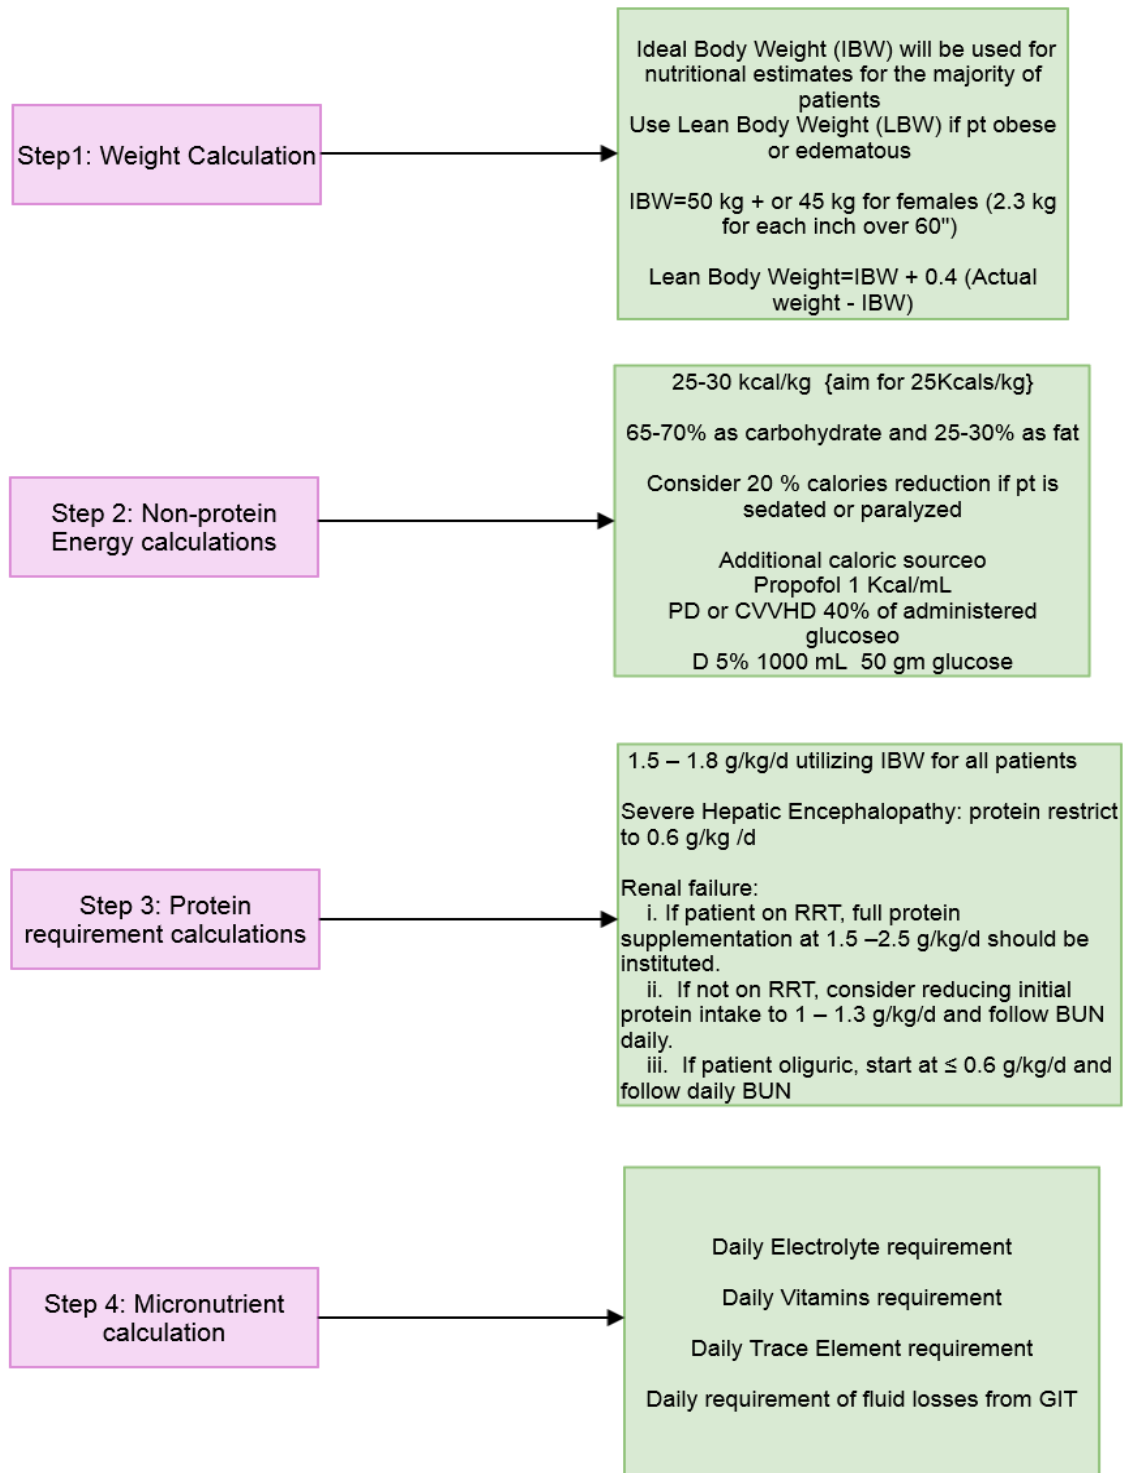 Step1: Weight Calculation
Ideal Body Weight (IBW) will be used for
nutritional estimates for the majority of
patients
Use Lean Body Weight (LBW) if pt obese
or edematous
IBW=50 kg + or 45 kg for females (2.3 kg
for each inch over 60")
Lean Body Weight=IBW + 0.4 (Actual
weight - IBW)
Step 2: Non-protein
Energy calculations
25-30 kcal/kg {aim for 25Kcals/kg}
65-70% as carbohydrate and 25-30% as fat
Consider 20 % calories reduction if pt is
sedated or paralyzed
Additional caloric sourceo
Propofol 1 Kcal/mL
PD or CVVHD 40% of administered
glucoseo
D 5% 1000 mL 50 gm glucose
Step 3: Protein
requirement calculations
1.5 – 1.8 g/kg/d utilizing IBW for all patients
Severe Hepatic Encephalopathy: protein restrict
to 0.6 g/kg /d
Renal failure:
i. If patient on RRT, full protein
supplementation at 1.5 –2.5 g/kg/d should be
instituted.
ii. If not on RRT, consider reducing initial
protein intake to 1 – 1.3 g/kg/d and follow BUN
daily.
iii. If patient oliguric, start at ≤ 0.6 g/kg/d and
follow daily BUN
Step 4: Micronutrient
calculation
Daily Electrolyte requirement
Daily Vitamins requirement
Daily Trace Element requirement
Daily requirement of fluid losses from GIT